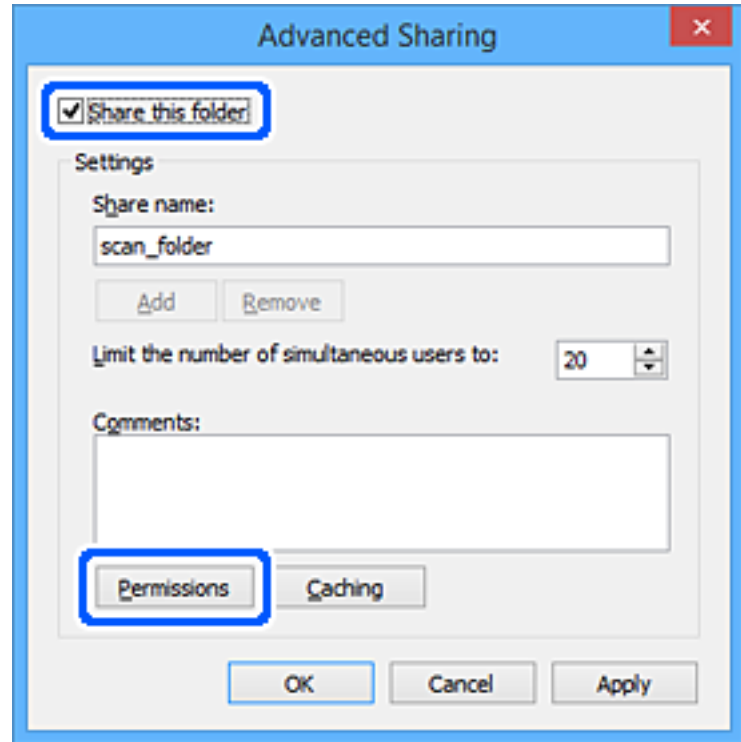 Advanced Sharing
Share this folder
Settings
Share name:
scan_folder
Add Remove
Limit the number of simultaneous users to: 20
Comments:
Permissions Caching
OK Cancel Apply